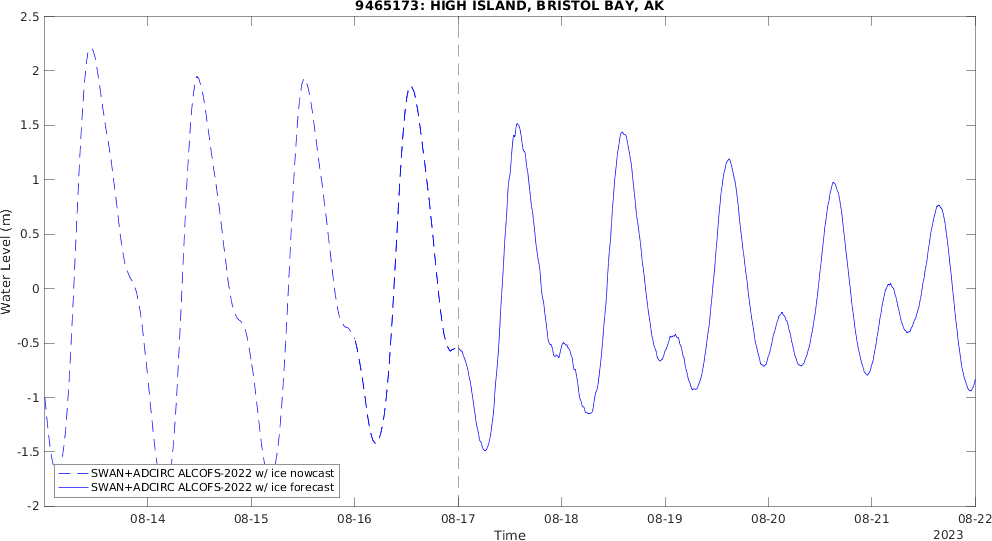 9465173: HIGH ISLAND, BRISTOL BAY, AK
2.5
2
1.5
1
0.5
0
-0.5
-1
-1.5
-2
Water Level (m)
SWAN+ADCIRC ALCOFS-2022 w/ ice nowcast
SWAN+ADCIRC ALCOFS-2022 w/ ice forecast
08-14 08-15 08-16 08-17 08-18 08-19 08-20 08-21 08-22
Time
2023